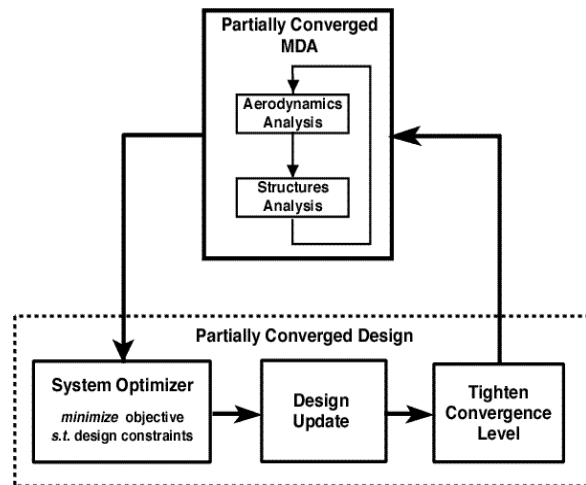 Partially Converged
MDA
Aerodynamics
Analysis
Structures
Analysis
Partially Converged Design
System Optimizer
minimize objective
s.t. design constraints
Design
Update
Tighten
Convergence
Level